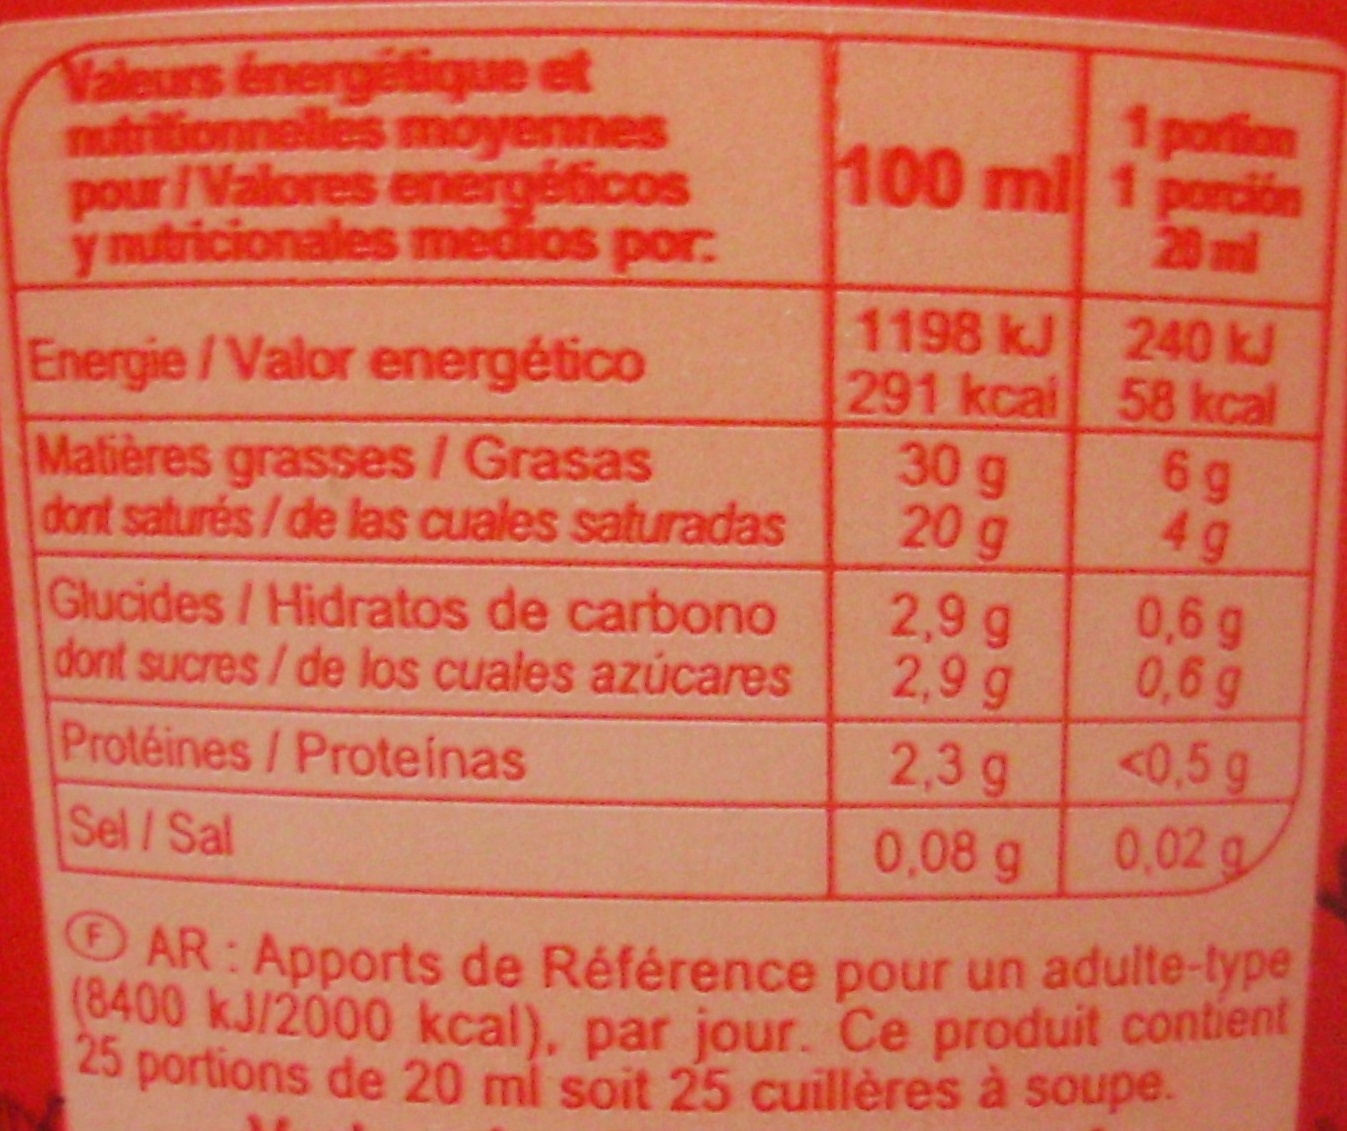 Valeurs énergétique et
nutritionnelles moyennes
pour / Valores energéticos
y nutricionales medios por:
100 ml
1 portion
1 porción
20 ml
Energie / Valor energético
1198 kJ 240 kJ
291 kcal 58 kcal
Matières grasses / Grasas 30 g 6 g
dont saturés / de las cuales saturadas 20 g 4 g
Glucides / Hidratos de carbono 2,9 g 0,6 g
dont sucres / de los cuales azúcares 2,9 g 0,6 g
Protéines / Proteínas 2,3 g <0,5 g
Sel / Sal 0,08 g 0,02 g
F AR : Apports de Référence pour un adulte-type
(8400 kJ/2000 kcal), par jour. Ce produit contient
25 portions de 20 ml soit 25 cuillères à soupe.